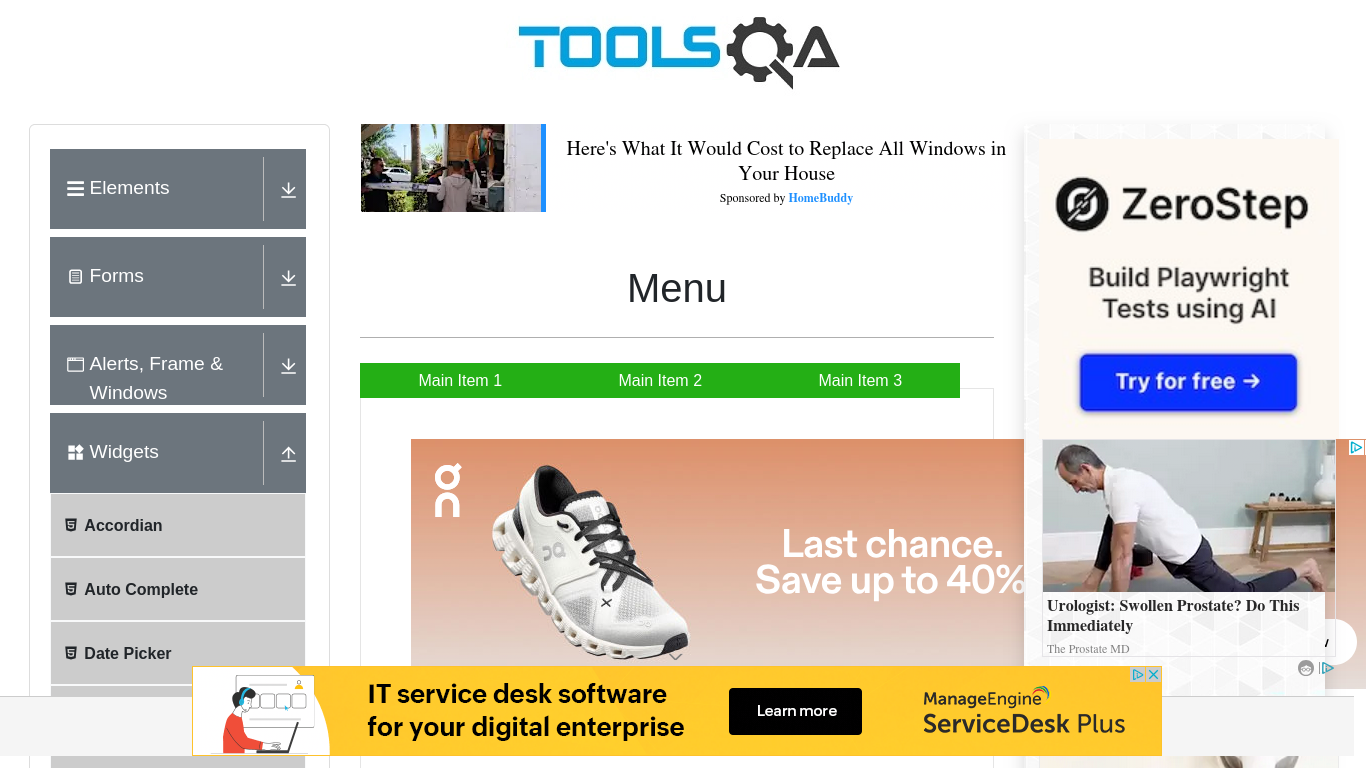 TOOLSQA
Elements
Forms
Alerts, Frame &
Windows
Widgets
Accordian
Auto Complete
Date Picker
Here's What It Would Cost to Replace All Windows in
Your House
Sponsored by HomeBuddy
Menu
Main Item 1
Main Item 2
Main Item 3
on
Last chance.
Save up to 40%
ZeroStep
Build Playwright
Tests using AI
Try for free →
Urologist: Swollen Prostate? Do This
Immediately
The Prostate MD
IT service desk software
for your digital enterprise
Learn more
ManageEngine
ServiceDesk Plus